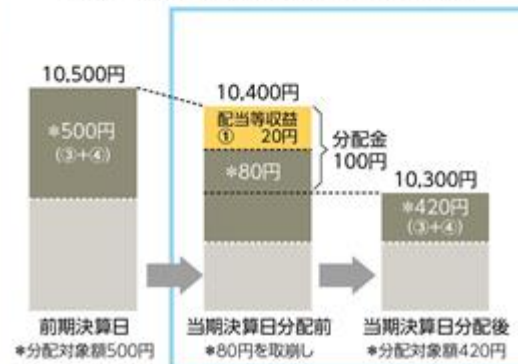 10,500円
*500円
(③+④)
10,400円
配当等収益
① 20円
*80円
分配金
100円
10,300円
*420円
(③+④)
前期決算日
*分配対象額500円
当期決算日分配前
*80円を取崩し
当期決算日分配後
*分配対象額420円